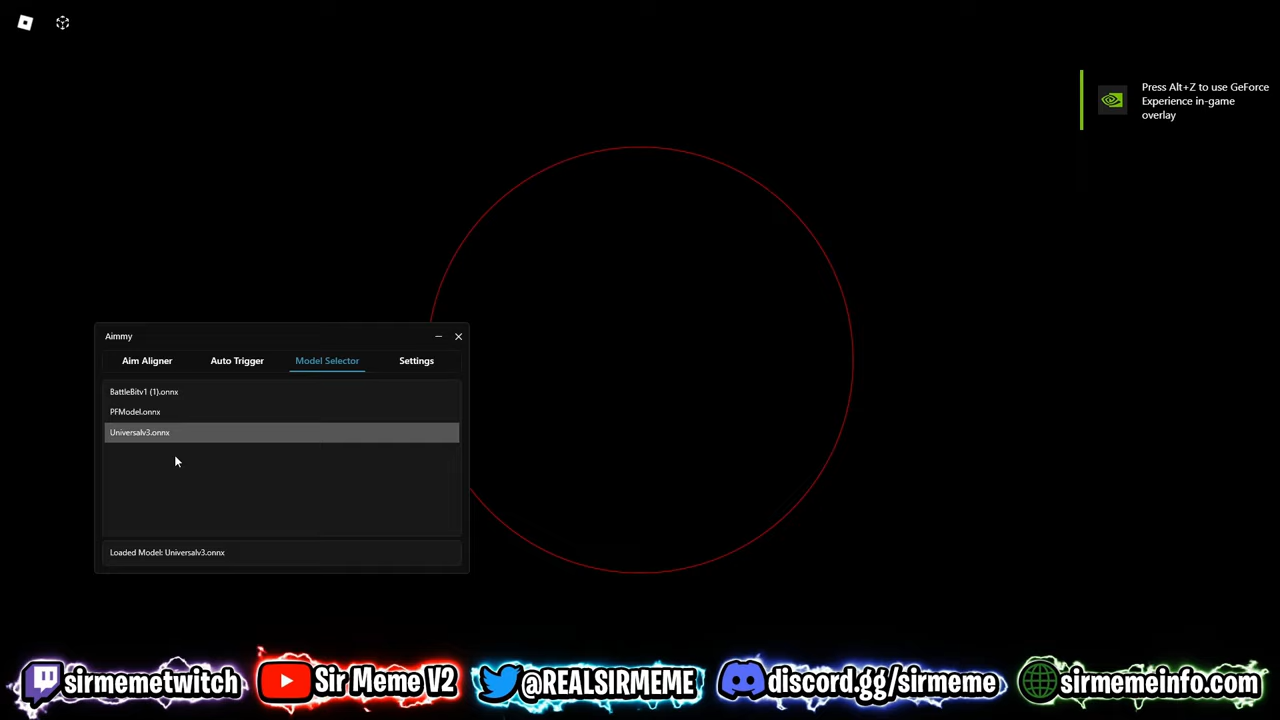 Press Alt+Z to use GeForce
Experience in-game
overlay
Aimmy
Aim Aligner
Auto Trigger
Model Selector
Settings
BattleBitv1 (1).onnx
PFModel.onnx
Universalv3.onnx
Loaded Model: Universalv3.onnx
sirmemetwitch
Sir Meme V2
@REALSIRMEME
discord.gg/sirmeme
sirmemeinfo.com